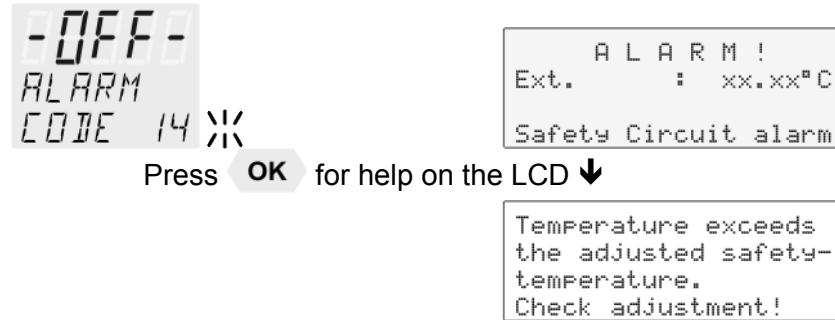 -OFF-
ALARM
CODE 14
A L A R M !
Ext. : xx.xx°C
Safety Circuit alarm
Press OK for help on the LCD 🡻
Temperature exceeds
the adjusted safety-
temperature.
Check adjustment!